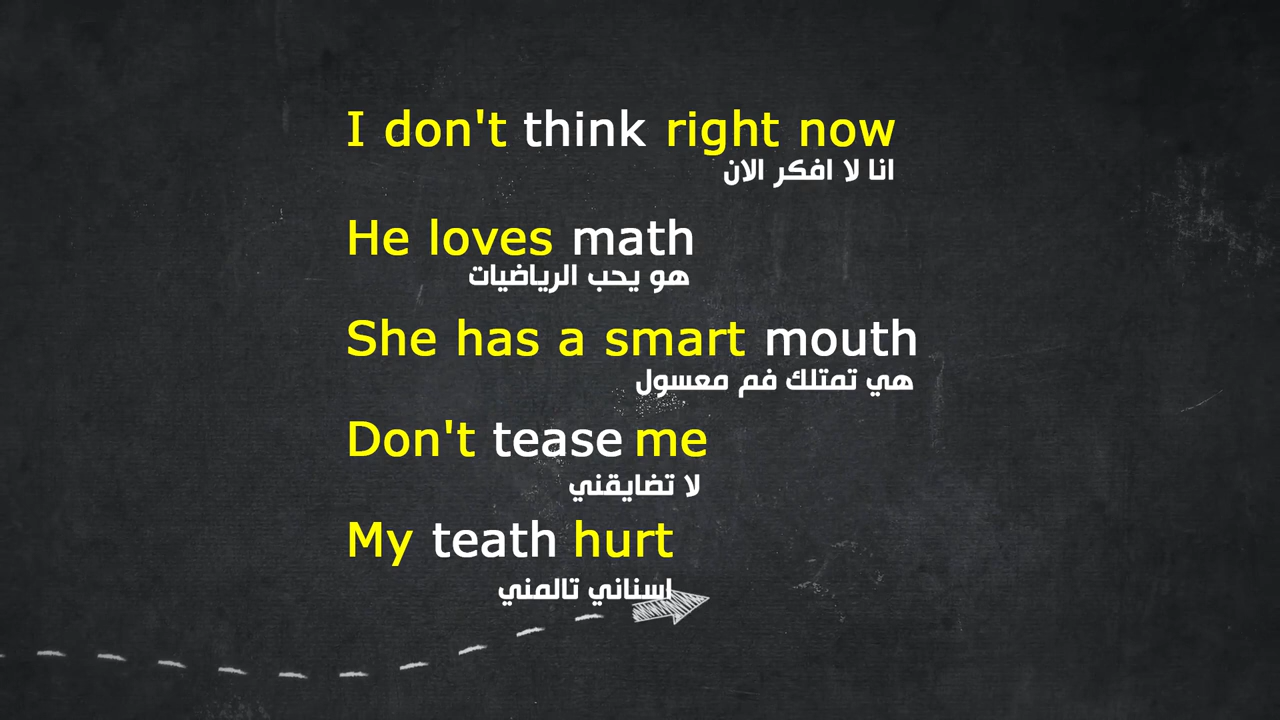 I don't think right now
انا لا افكر الان
He loves math
هو يحب الرياضيات
She has a smart mouth
هي تمتلك فم معسول
Don't tease me
لا تضايقني
My teath hurt
اسناني تالمني